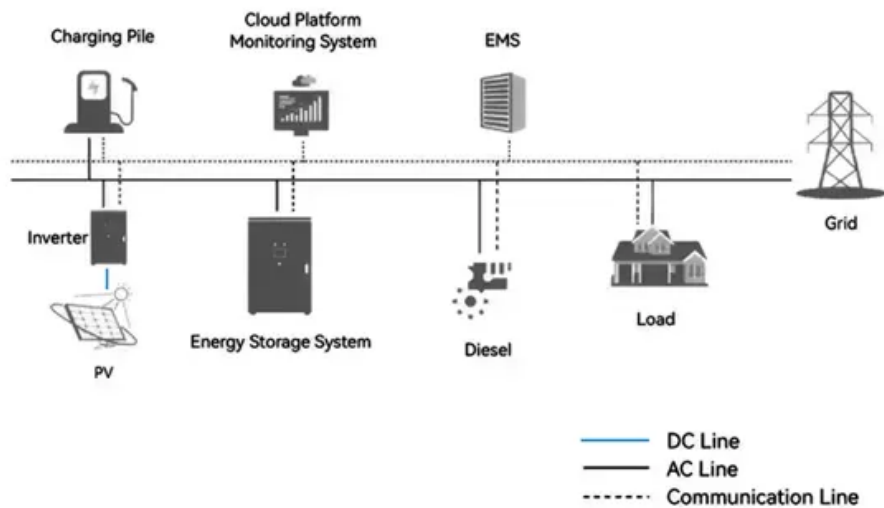 Cloud Platform
Monitoring System
Charging Pile
EMS
Grid
Inverter
Energy Storage System
Diesel
Load
PV
DC Line
AC Line
Communication Line